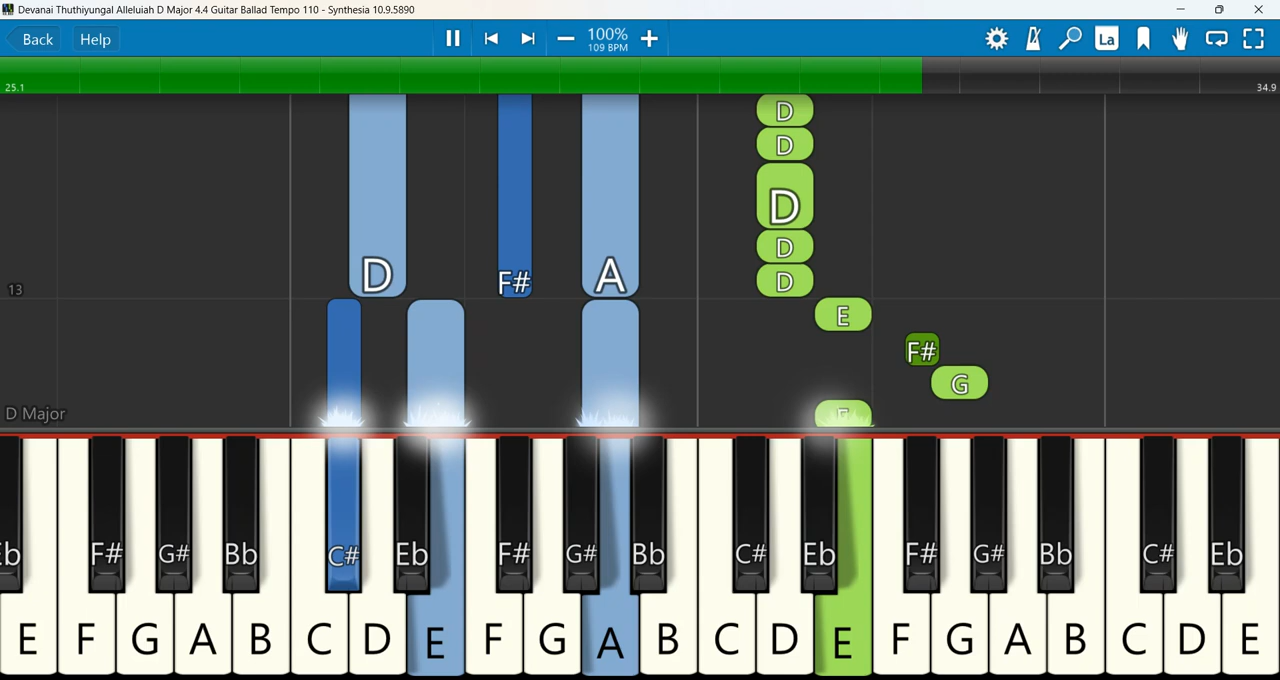 Devanai Thuthiyungal Alleluiah D Major 4.4 Guitar Ballad Tempo 110 - Synthesia 10.9.5890
Back Help 100% La
109 BPM
25.1 34.9
D
D
D
D
D F# A D
13
E
F#
G
D Major E
Eb F# G# Bb C# Eb F# G# Bb C# Eb F# G# Bb C# Eb
E F G A B C D E F G A B C D E F G A B C D E